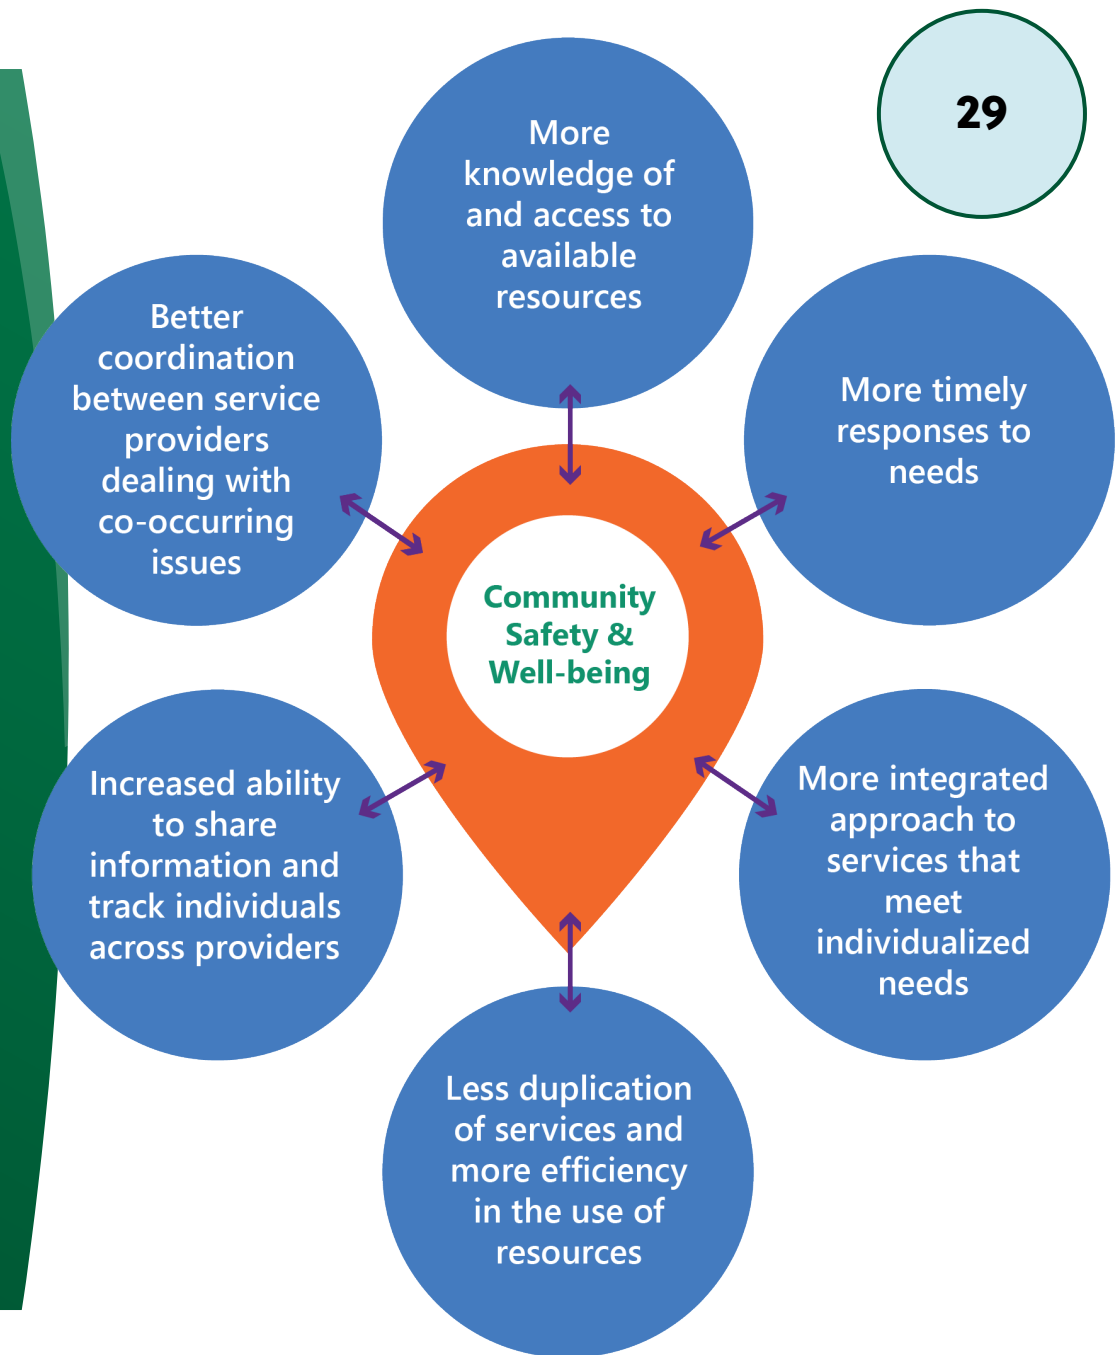 29
More
knowledge of
and access to
available
resources
Better
coordination
between service
providers
dealing with
co-occurring
issues
More timely
responses to
needs
Community
Safety &
Well-being
Increased ability
to share
information and
track individuals
across providers
More integrated
approach to
services that
meet
individualized
needs
Less duplication
of services and
more efficiency
in the use of
resources